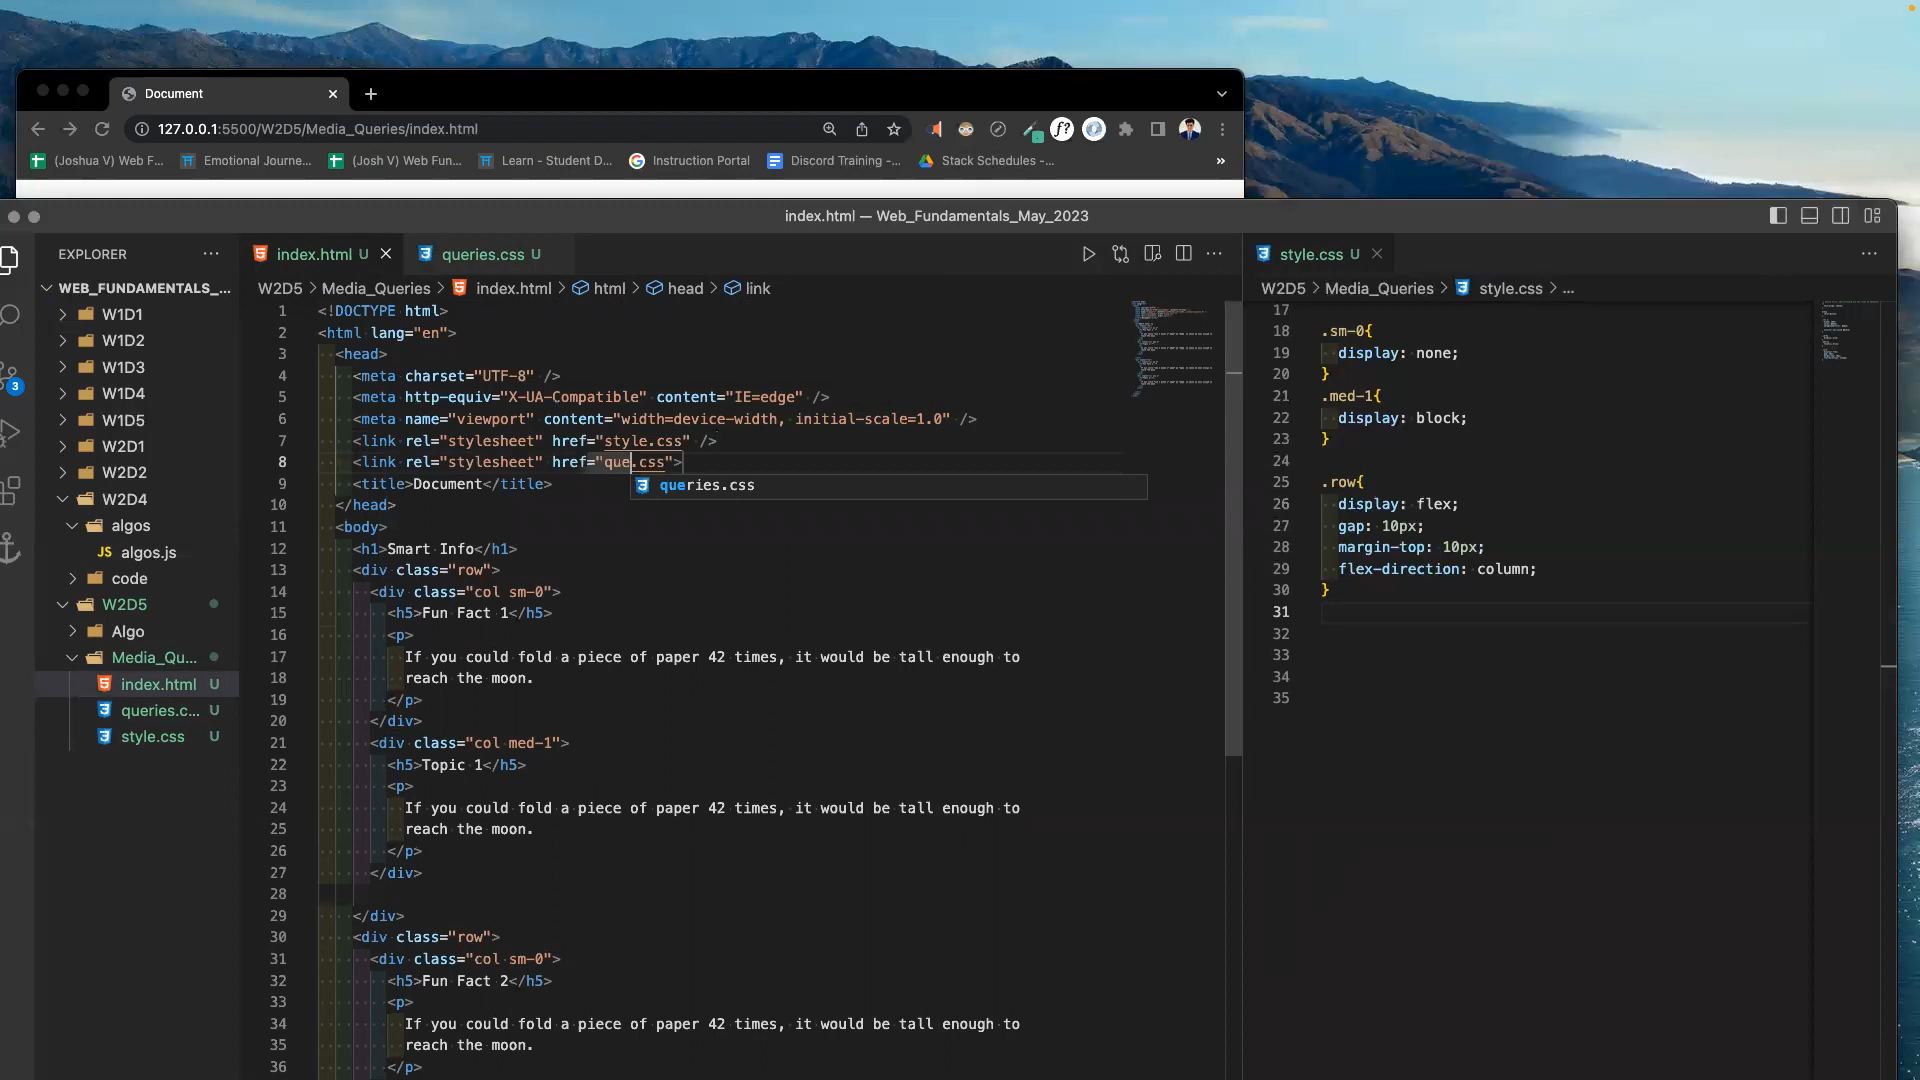 Document
127.0.0.1:5500/W2D5/Media_Queries/index.html
(Joshua V) Web F...
Emotional Journe...
(Josh V) Web Fun...
Learn - Student D...
Instruction Portal
Discord Training -...
Stack Schedules -...
»
index.html — Web_Fundamentals_May_2023
EXPLORER
WEB_FUNDAMENTALS_...
W1D1
W1D2
W1D3
W1D4
W1D5
W2D1
W2D2
W2D4
algos
JS algos.js
code
W2D5
Algo
Media_Qu...
index.html U
queries.c... U
style.css U
3
index.html U
queries.css U
W2D5 > Media_Queries > index.html > html > head > link
1 <!DOCTYPE html>
2 <html lang="en">
3 <head>
4 <meta charset="UTF-8" />
5 <meta http-equiv="X-UA-Compatible" content="IE=edge" />
6 <meta name="viewport" content="width=device-width, initial-scale=1.0" />
7 <link rel="stylesheet" href="style.css" />
8 <link rel="stylesheet" href="que.css">
queries.css
9 <title>Document</title>
10 </head>
11 <body>
12 <h1>Smart Info</h1>
13 <div class="row">
14 <div class="col sm-0">
15 <h5>Fun Fact 1</h5>
16 <p>
17 If you could fold a piece of paper 42 times, it would be tall enough to
18 reach the moon.
19 </p>
20 </div>
21 <div class="col med-1">
22 <h5>Topic 1</h5>
23 <p>
24 If you could fold a piece of paper 42 times, it would be tall enough to
25 reach the moon.
26 </p>
27 </div>
28
29 </div>
30 <div class="row">
31 <div class="col sm-0">
32 <h5>Fun Fact 2</h5>
33 <p>
34 If you could fold a piece of paper 42 times, it would be tall enough to
35 reach the moon.
36 </p>
style.css U
W2D5 > Media_Queries > style.css > ...
17
18 .sm-0{
19 display: none;
20 }
21 .med-1{
22 display: block;
23 }
24
25 .row{
26 display: flex;
27 gap: 10px;
28 margin-top: 10px;
29 flex-direction: column;
30 }
31
32
33
34
35